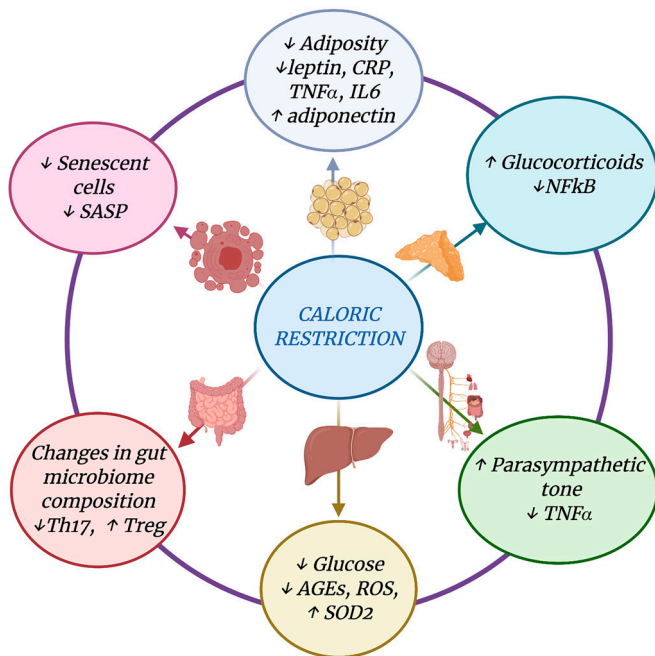 ↓ Adiposity
↓leptin, CRP,
TNFα, IL6
↑ adiponectin
↑ Glucocorticoids
↓NFkB
↓ Senescent
cells
↓ SASP
CALORIC
RESTRICTION
Changes in gut
microbiome
composition
↓Th17, ↑ Treg
↑ Parasympathetic
tone
↓ TNFα
↓ Glucose
↓ AGEs, ROS,
↑ SOD2